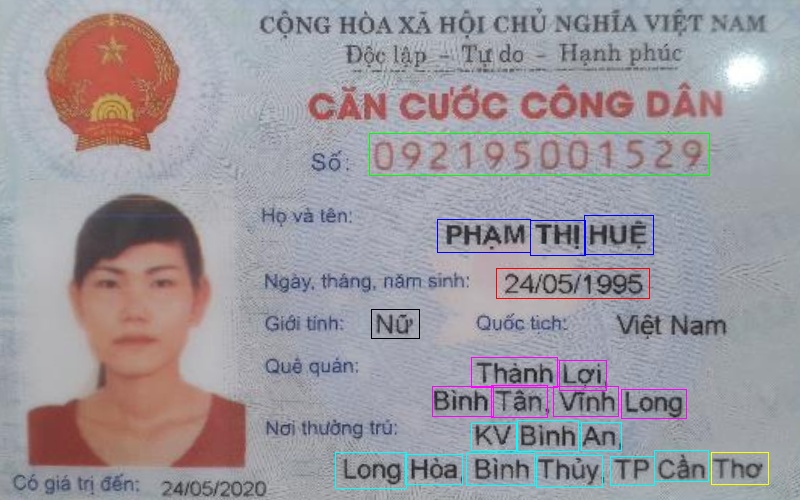 CỘNG HÒA XÃ HỘI CHỦ NGHĨA VIỆT NAM
Độc lập – Tự do – Hạnh phúc
CĂN CƯỚC CÔNG DÂN
Số: 092195001529
Họ và tên:
PHẠM THỊ HUỆ
Ngày, tháng, năm sinh: 24/05/1995
Giới tính: Nữ Quốc tịch: Việt Nam
Quê quán: Thành Lợi,
Bình Tân, Vĩnh Long
Nơi thường trú: KV Bình An,
Long Hòa, Bình Thủy, TP Cần Thơ
Có giá trị đến: 24/05/2020